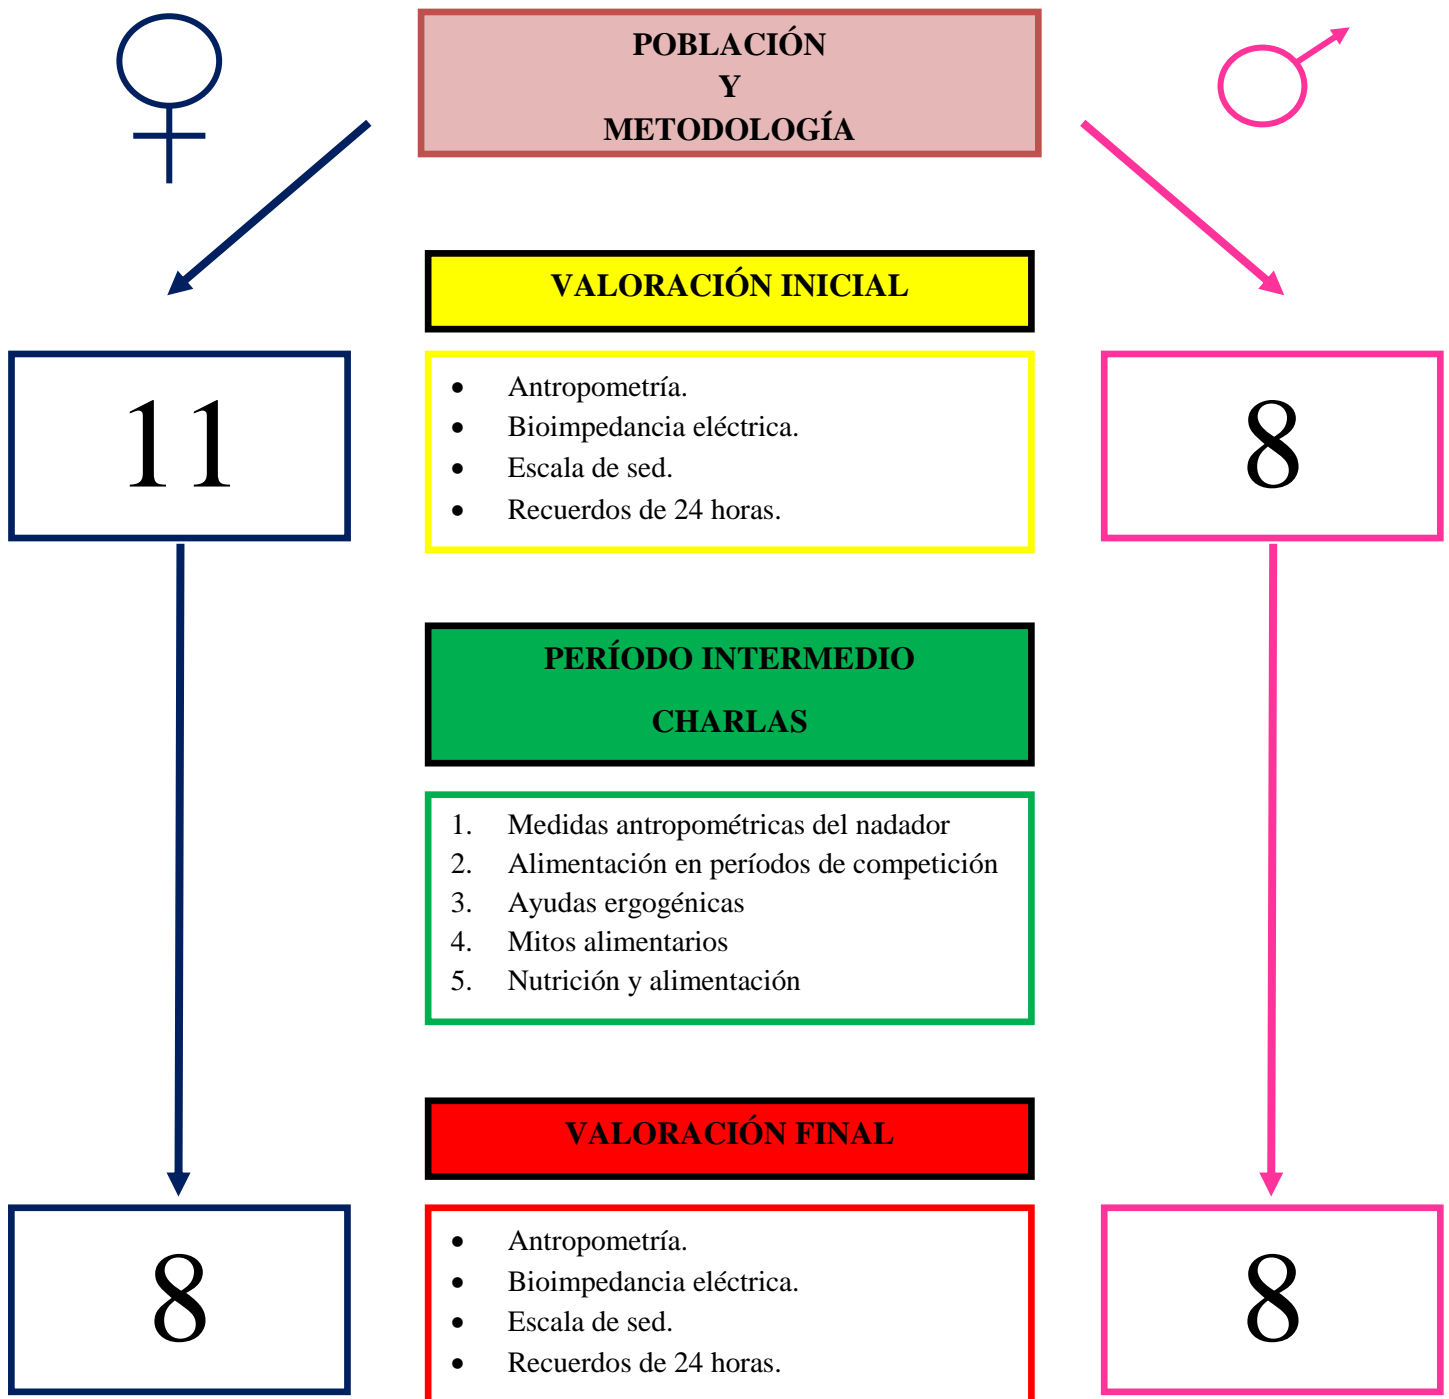 POBLACIÓN
Y
METODOLOGÍA
VALORACIÓN INICIAL
11
• Antropometría.
• Bioimpedancia eléctrica.
• Escala de sed.
• Recuerdos de 24 horas.
8
PERÍODO INTERMEDIO
CHARLAS
1. Medidas antropométricas del nadador
2. Alimentación en períodos de competición
3. Ayudas ergogénicas
4. Mitos alimentarios
5. Nutrición y alimentación
VALORACIÓN FINAL
8
• Antropometría.
• Bioimpedancia eléctrica.
• Escala de sed.
• Recuerdos de 24 horas.
8